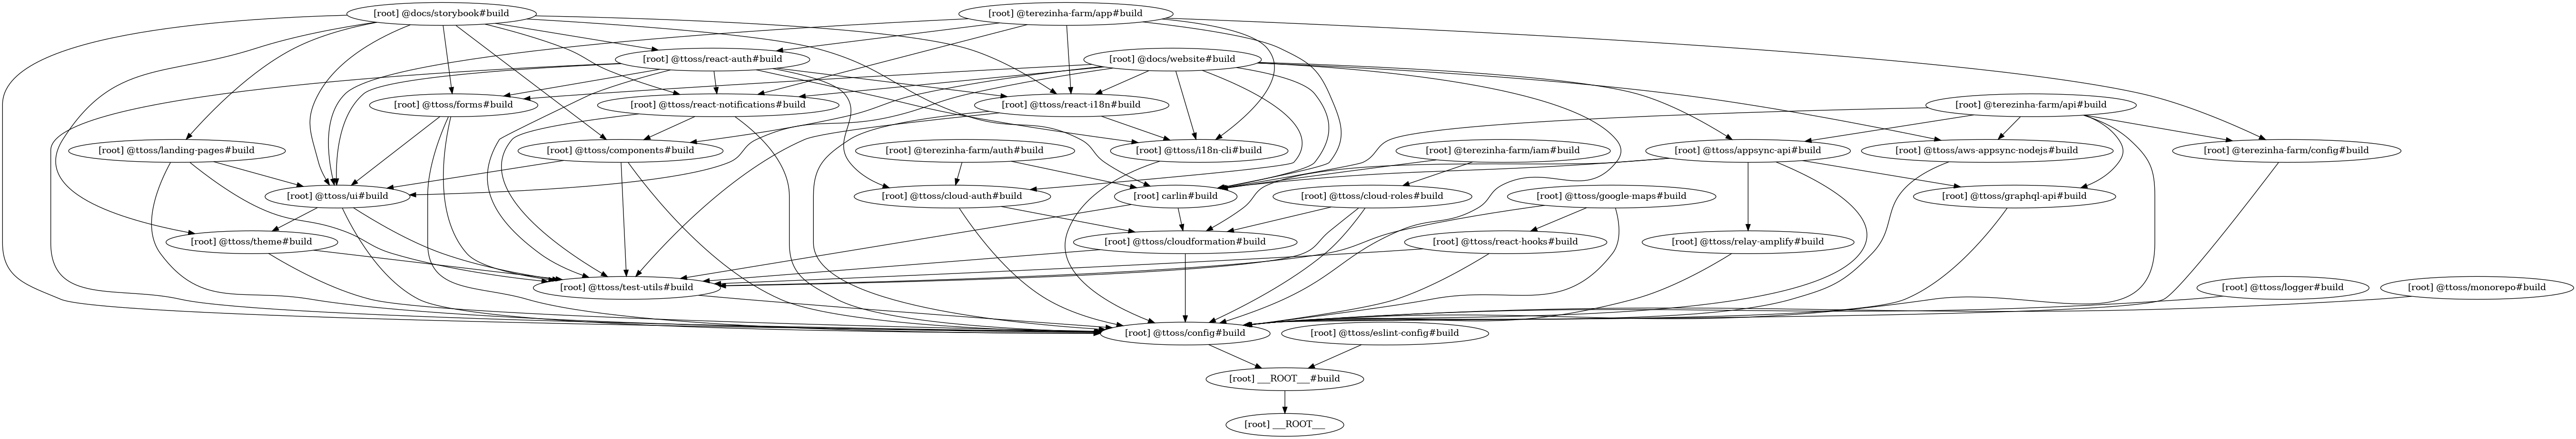 [root] @docs/storybook#build
[root] @terezinha-farm/app#build
[root] @ttoss/react-auth#build
[root] @docs/website#build
[root] @ttoss/forms#build
[root] @ttoss/react-notifications#build
[root] @ttoss/react-i18n#build
[root] @terezinha-farm/api#build
[root] @ttoss/landing-pages#build
[root] @ttoss/components#build
[root] @terezinha-farm/auth#build
[root] @ttoss/i18n-cli#build
[root] @terezinha-farm/iam#build
[root] @ttoss/appsync-api#build
[root] @ttoss/aws-appsync-nodejs#build
[root] @terezinha-farm/config#build
[root] @ttoss/ui#build
[root] @ttoss/cloud-auth#build
[root] carlin#build
[root] @ttoss/cloud-roles#build
[root] @ttoss/google-maps#build
[root] @ttoss/graphql-api#build
[root] @ttoss/theme#build
[root] @ttoss/cloudformation#build
[root] @ttoss/react-hooks#build
[root] @ttoss/relay-amplify#build
[root] @ttoss/test-utils#build
[root] @ttoss/logger#build
[root] @ttoss/monorepo#build
[root] @ttoss/config#build
[root] @ttoss/eslint-config#build
[root] ___ROOT___#build
[root] ___ROOT___